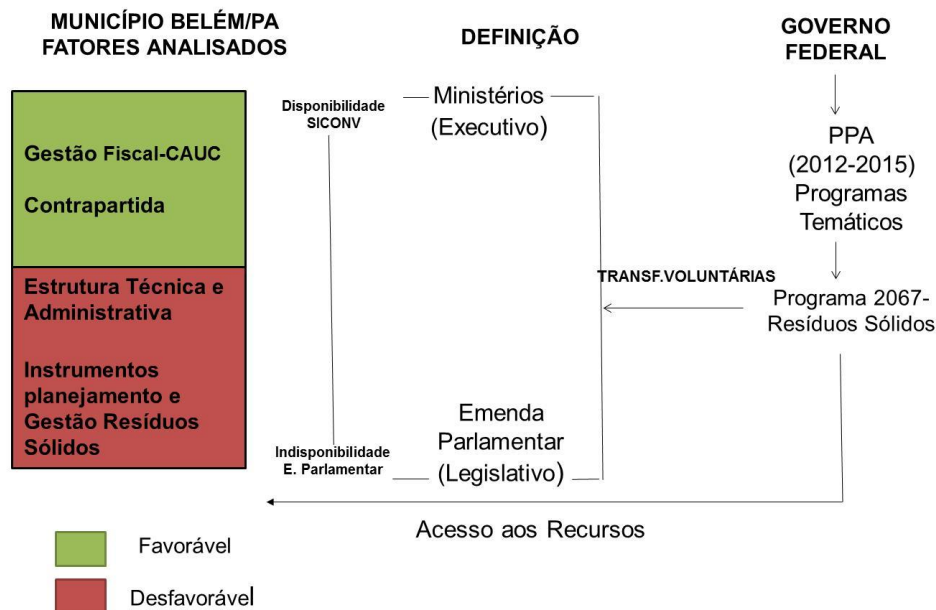 MUNICÍPIO BELÉM/PA
FATORES ANALISADOS
Gestão Fiscal-CAUC
Contrapartida
Estrutura Técnica e
Administrativa
Instrumentos
planejamento e
Gestão Resíduos
Sólidos
DEFINIÇÃO
Disponibilidade
SICONV
Ministérios
(Executivo)
TRANSF.VOLUNTÁRIAS
Indisponibilidade
E. Parlamentar
Emenda
Parlamentar
(Legislativo)
GOVERNO
FEDERAL
PPA
(2012-2015)
Programas
Temáticos
Programa 2067-
Resíduos Sólidos
Acesso aos Recursos
Favorável
Desfavorável